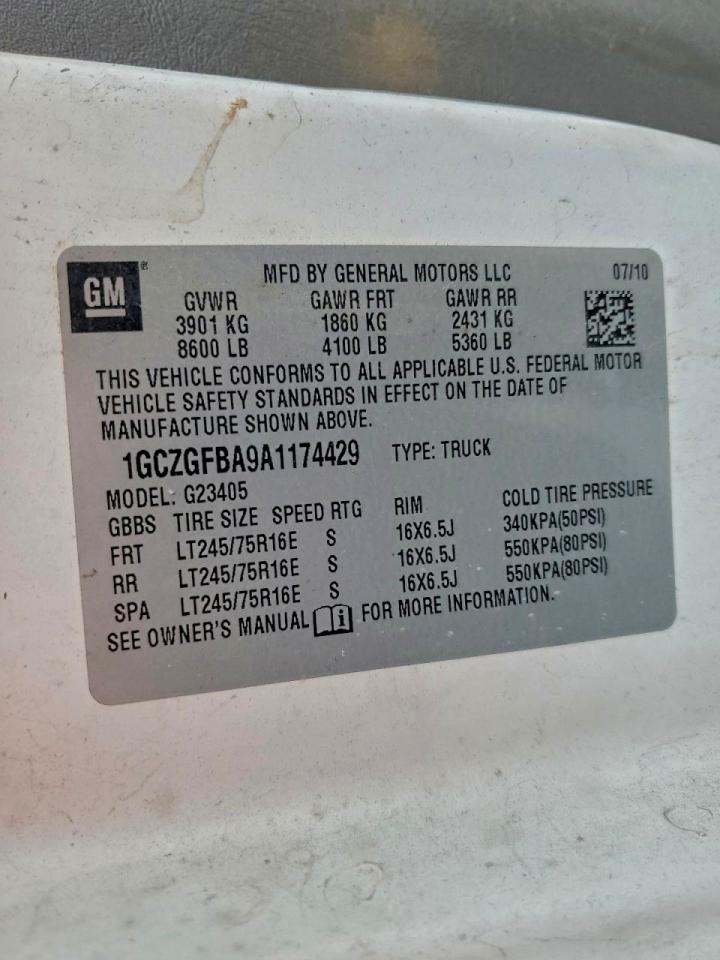 GM
MFD BY GENERAL MOTORS LLC 07/10
GVWR GAWR FRT GAWR RR
3901 KG 1860 KG 2431 KG
8600 LB 4100 LB 5360 LB
THIS VEHICLE CONFORMS TO ALL APPLICABLE U.S. FEDERAL MOTOR
VEHICLE SAFETY STANDARDS IN EFFECT ON THE DATE OF
MANUFACTURE SHOWN ABOVE.
1GCZGFBA9A1174429 TYPE: TRUCK
MODEL: G23405
GBBS TIRE SIZE SPEED RTG RIM COLD TIRE PRESSURE
FRT LT245/75R16E S 16X6.5J 340KPA(50PSI)
RR LT245/75R16E S 16X6.5J 550KPA(80PSI)
SPA LT245/75R16E S 16X6.5J 550KPA(80PSI)
SEE OWNER'S MANUAL FOR MORE INFORMATION.